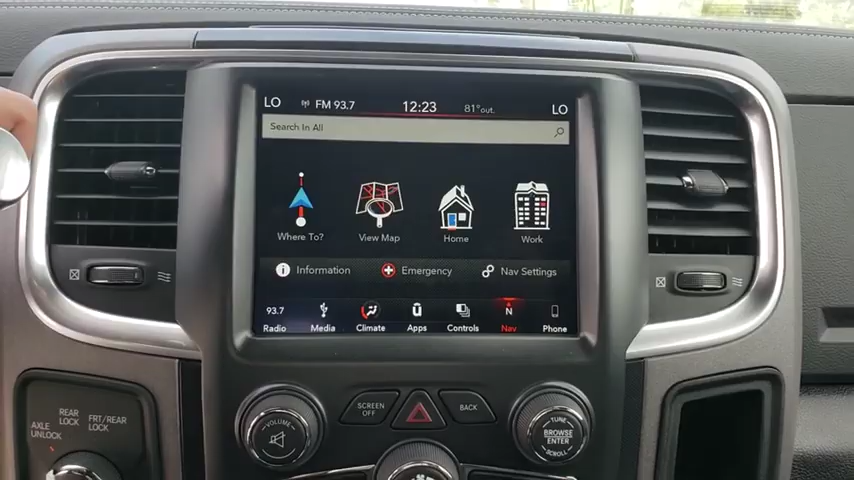 LO FM 93.7 12:23 81°out. LO
Search In All
Where To? View Map Home Work
i Information Emergency Nav Settings
93.7 N
Radio Media Climate Apps Controls Nav Phone
AXLE UNLOCK
REAR LOCK
FRT/REAR LOCK
VOLUME
SCREEN OFF
BACK
TUNE
BROWSE
ENTER
SCROLL